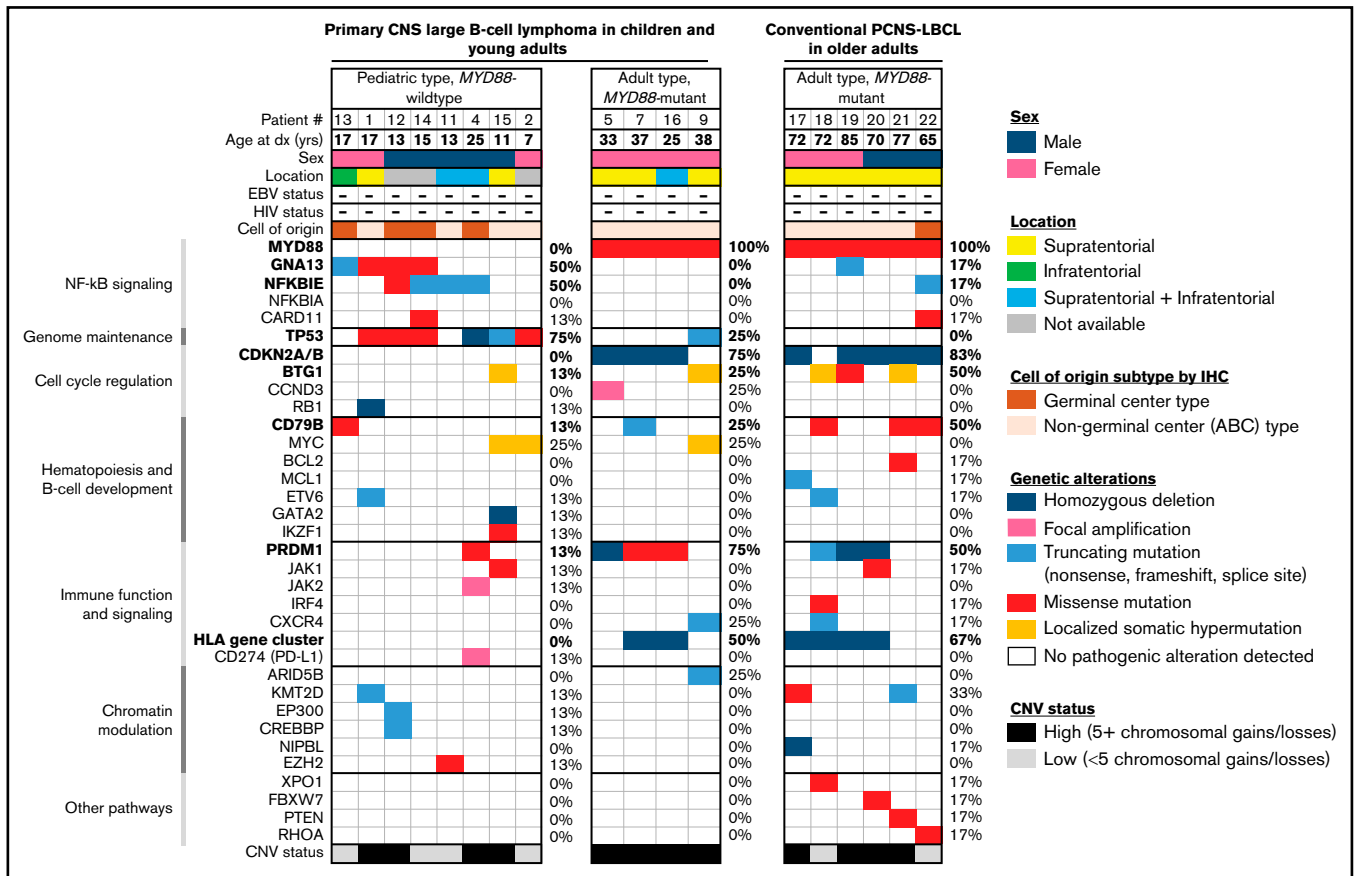 Primary CNS large B-cell lymphoma in children and
young adults
Conventional PCNS-LBCL
in older adults
Pediatric type, MYD88-
wildtype
Adult type,
MYD88-mutant
Adult type, MYD88-
mutant
Patient # 13 1 12 14 11 4 15 2 5 7 16 9 17 18 19 20 21 22
Age at dx (yrs) 17 17 13 15 13 25 11 7 33 37 25 38 72 72 85 70 77 65
Sex
Location
EBV status - - - - - - - - - - - - - - - - - -
HIV status - - - - - - - - - - - - - - - - - -
Cell of origin
NF-kB signaling
MYD88 0% 100% 100%
GNA13 50% 0% 17%
NFKBIE 50% 0% 17%
NFKBIA 0% 0% 0%
CARD11 13% 0% 17%
Genome maintenance
TP53 75% 25% 0%
Cell cycle regulation
CDKN2A/B 0% 75% 83%
BTG1 13% 25% 50%
CCND3 0% 25% 0%
RB1 13% 0% 0%
Hematopoiesis and
B-cell development
CD79B 13% 25% 50%
MYC 25% 25% 0%
BCL2 0% 0% 17%
MCL1 0% 0% 17%
ETV6 13% 0% 17%
GATA2 13% 0% 0%
IKZF1 13% 0% 0%
Immune function
and signaling
PRDM1 13% 75% 50%
JAK1 13% 0% 17%
JAK2 13% 0% 0%
IRF4 0% 0% 17%
CXCR4 0% 25% 17%
HLA gene cluster 0% 50% 67%
CD274 (PD-L1) 13% 0% 0%
Chromatin
modulation
ARID5B 0% 25% 0%
KMT2D 13% 0% 33%
EP300 13% 0% 0%
CREBBP 13% 0% 0%
NIPBL 0% 0% 17%
EZH2 13% 0% 0%
Other pathways
XPO1 0% 0% 17%
FBXW7 0% 0% 17%
PTEN 0% 0% 17%
RHOA 0% 0% 17%
CNV status
Sex
Male
Female
Location
Supratentorial
Infratentorial
Supratentorial + Infratentorial
Not available
Cell of origin subtype by IHC
Germinal center type
Non-germinal center (ABC) type
Genetic alterations
Homozygous deletion
Focal amplification
Truncating mutation
(nonsense, frameshift, splice site)
Missense mutation
Localized somatic hypermutation
No pathogenic alteration detected
CNV status
High (5+ chromosomal gains/losses)
Low (<5 chromosomal gains/losses)